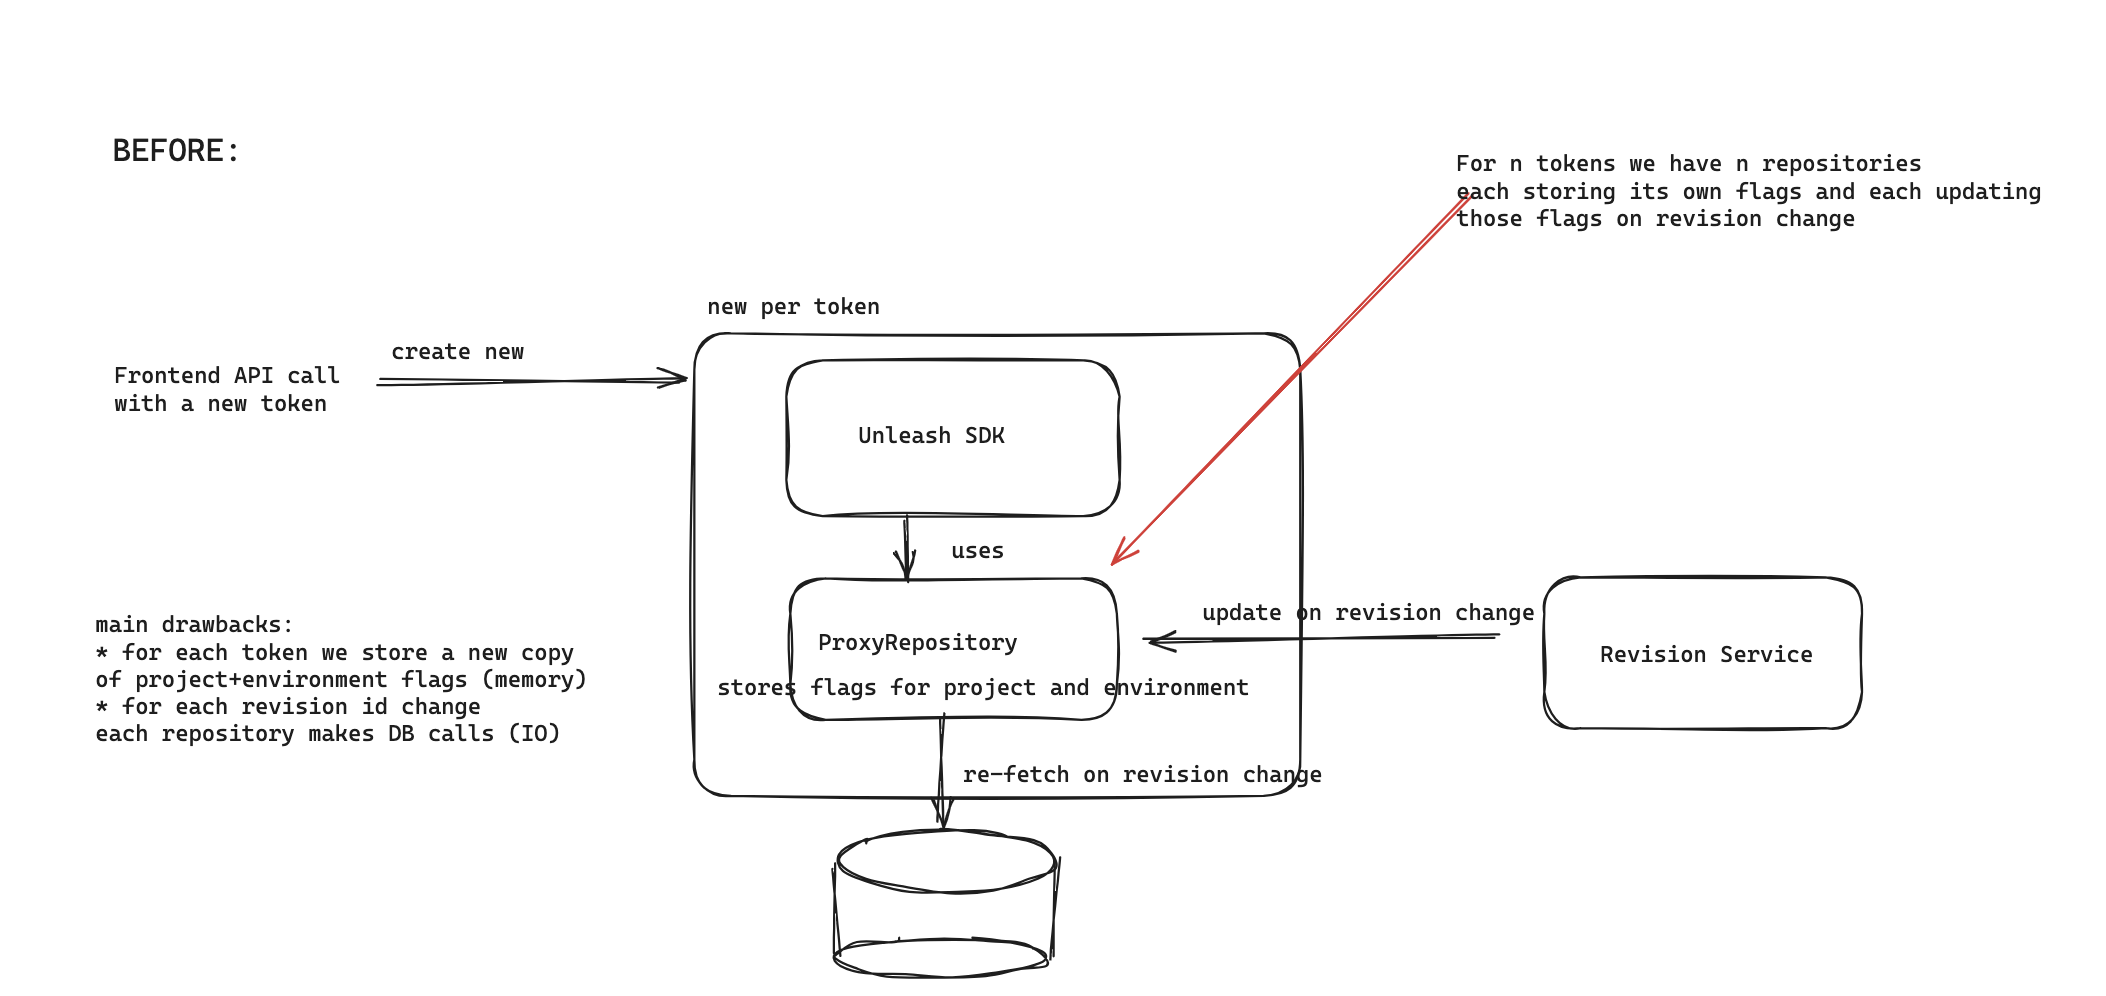 BEFORE:
For n tokens we have n repositories
each storing its own flags and each updating
those flags on revision change
new per token
create new
Frontend API call
with a new token
Unleash SDK
uses
update on revision change
ProxyRepository
stores flags for project and environment
Revision Service
main drawbacks:
* for each token we store a new copy
of project+environment flags (memory)
* for each revision id change
each repository makes DB calls (IO)
re-fetch on revision change